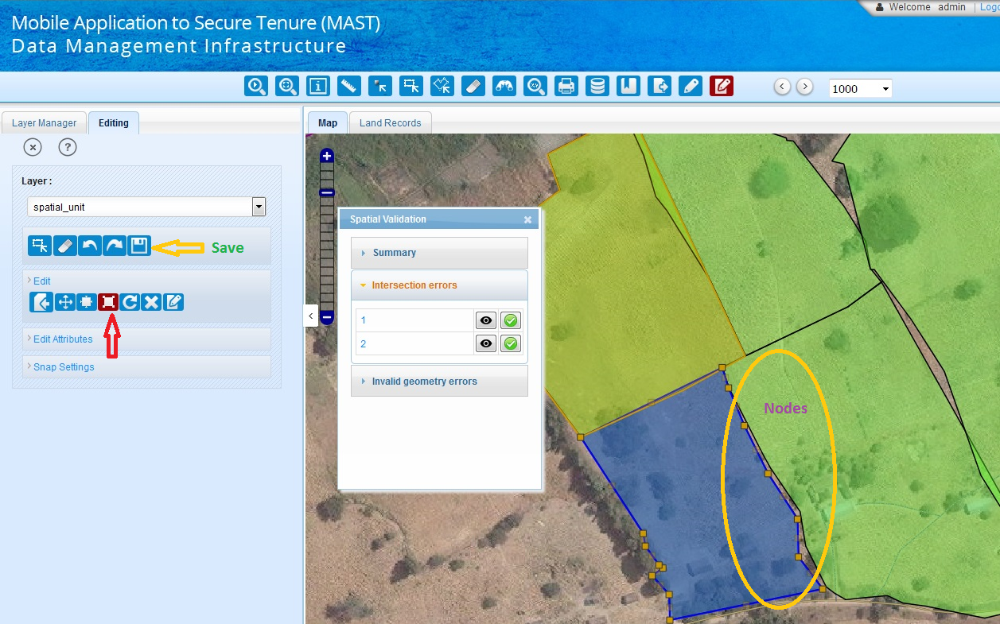 Mobile Application to Secure Tenure (MAST)
Data Management Infrastructure
Welcome admin | Logo
1000
Layer Manager
Editing
Map
Land Records
Layer :
spatial_unit
Save
Edit
Edit Attributes
Snap Settings
Spatial Validation
Summary
Intersection errors
1
2
Invalid geometry errors
Nodes